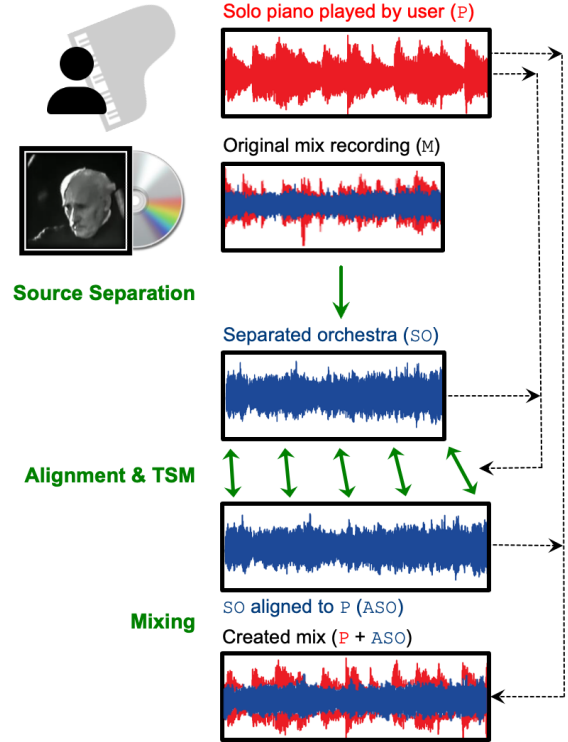 Solo piano played by user (P)
Original mix recording (M)
Source Separation
Separated orchestra (SO)
Alignment & TSM
SO aligned to P (ASO)
Mixing
Created mix (P + ASO)